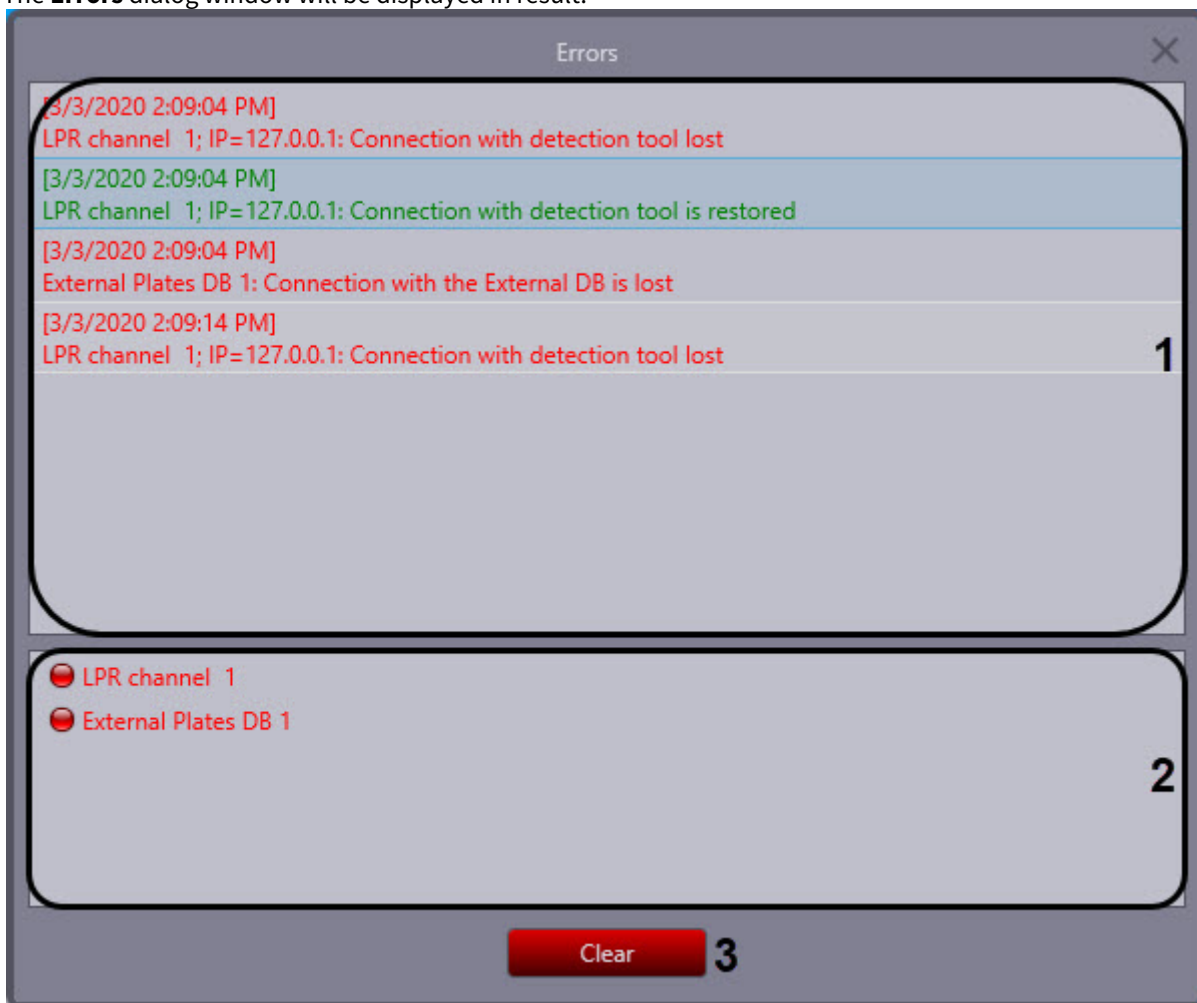 The Errors dialog window will be displayed in result.
Errors
[3/3/2020 2:09:04 PM]
LPR channel  1; IP=127.0.0.1: Connection with detection tool lost
[3/3/2020 2:09:04 PM]
LPR channel  1; IP=127.0.0.1: Connection with detection tool is restored
[3/3/2020 2:09:04 PM]
External Plates DB 1: Connection with the External DB is lost
[3/3/2020 2:09:14 PM]
LPR channel  1; IP=127.0.0.1: Connection with detection tool lost
1
LPR channel  1
External Plates DB 1
2
Clear
3